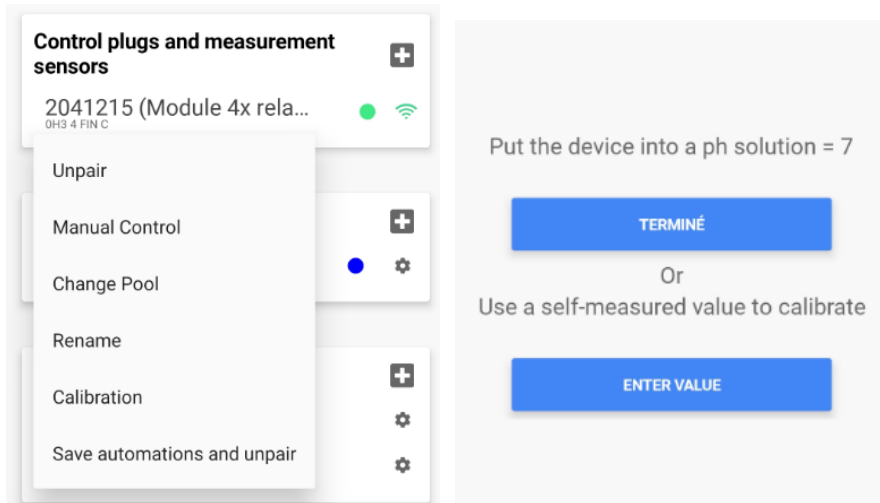 Control plugs and measurement
sensors
2041215 (Module 4x rela...
0H3 4 FIN C
Unpair
Manual Control
Change Pool
Rename
Calibration
Save automations and unpair
Put the device into a ph solution = 7
TERMINÉ
Or
Use a self-measured value to calibrate
ENTER VALUE